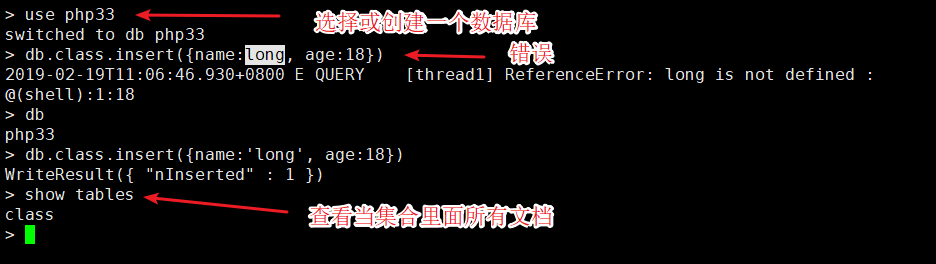 > use php33
选择或创建一个数据库
switched to db php33
> db.class.insert({name:long, age:18})
错误
2019-02-19T11:06:46.930+0800 E QUERY    [thread1] ReferenceError: long is not defined :
@(shell):1:18
> db
php33
> db.class.insert({name:'long', age:18})
WriteResult({ "nInserted" : 1 })
> show tables
class
查看当集合里面所有文档
>